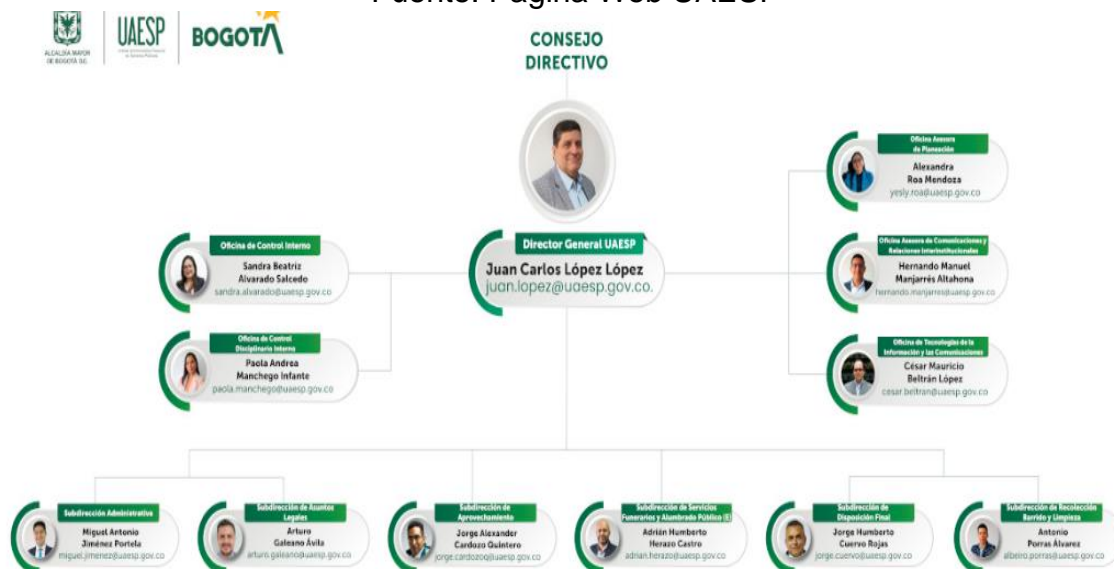 Fuente: Página Web UAESP
ALCALDÍA MAYOR
DE BOGOTÁ D.C.
UAESP
BOGOTÁ
CONSEJO
DIRECTIVO
Director General UAESP
Juan Carlos López López
juan.lopez@uaesp.gov.co.
Oficina de Control Interno
Sandra Beatriz
Alvarado Salcedo
sandra.alvarado@uaesp.gov.co
Oficina de Control
Disciplinario Interno
Paola Andrea
Manchego Infante
paola.manchego@uaesp.gov.co
Oficina Asesora
de Planeación
Alexandra
Roa Mendoza
yesly.roa@uaesp.gov.co
Oficina Asesora de Comunicaciones y
Relaciones Interinstitucionales
Hernando Manuel
Manjarrés Altahona
hernando.manjarres@uaesp.gov.co
Oficina de Tecnologías de la
Información y las Comunicaciones
César Mauricio
Beltrán López
cesar.beltran@uaesp.gov.co
Subdirección Administrativa
Miguel Antonio
Jiménez Portela
miguel.jimenez@uaesp.gov.co
Subdirección de Asuntos
Legales
Arturo
Galeano Ávila
arturo.galeano@uaesp.gov.co
Subdirección de
Aprovechamiento
Jorge Alexander
Cardozo Quintero
jorge.cardozoq@uaesp.gov.co
Subdirección de Servicios
Funerarios y Alumbrado Público (E)
Adrián Humberto
Herazo Castro
adrian.herazo@uaesp.gov.co
Subdirección de
Disposición Final
Jorge Humberto
Cuervo Rojas
jorge.cuervo@uaesp.gov.co
Subdirección de Recolección
Barrido y Limpieza
Antonio
Porras Álvarez
albeiro.porras@uaesp.gov.co